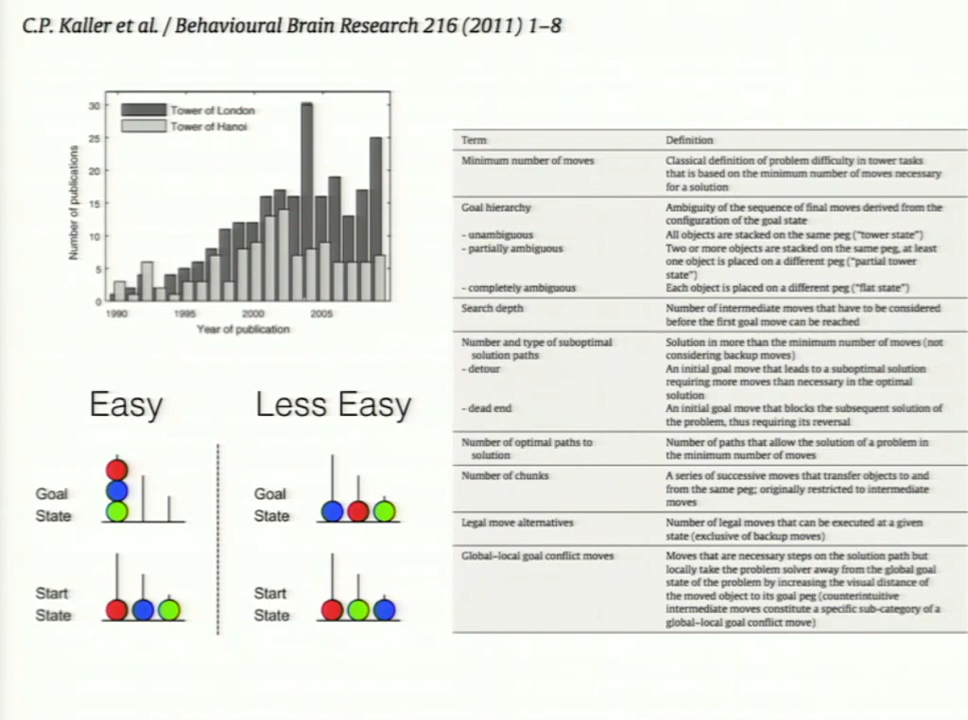 C.P. Kaller et al. / Behavioural Brain Research 216 (2011) 1–8
Tower of London
Tower of Hanoi
Number of publications
30
25
20
15
10
5
0
1990 1995 2000 2005
Year of publication
Easy
Less Easy
Goal
State
Goal
State
Start
State
Start
State
Term Definition
Minimum number of moves Classical definition of problem difficulty in tower tasks
that is based on the minimum number of moves necessary
for a solution
Goal hierarchy Ambiguity of the sequence of final moves derived from the
configuration of the goal state
- unambiguous All objects are stacked on the same peg ("tower state")
- partially ambiguous Two or more objects are stacked on the same peg, at least
one object is placed on a different peg ("partial tower
state")
- completely ambiguous Each object is placed on a different peg ("flat state")
Search depth Number of intermediate moves that have to be considered
before the first goal move can be reached
Number and type of suboptimal Solution in more than the minimum number of moves (not
solution paths considering backup moves)
- detour An initial goal move that leads to a suboptimal solution
requiring more moves than necessary in the optimal
solution
- dead end An initial goal move that blocks the subsequent solution of
the problem, thus requiring its reversal
Number of optimal paths to Number of paths that allow the solution of a problem in
solution the minimum number of moves
Number of chunks A series of successive moves that transfer objects to and
from the same peg; originally restricted to intermediate
moves
Legal move alternatives Number of legal moves that can be executed at a given
state (exclusive of backup moves)
Global–local goal conflict moves Moves that are necessary steps on the solution path but
locally take the problem solver away from the global goal
state of the problem by increasing the visual distance of
the moved object to its goal peg (counterintuitive
intermediate moves constitute a specific sub-category of a
global–local goal conflict move)